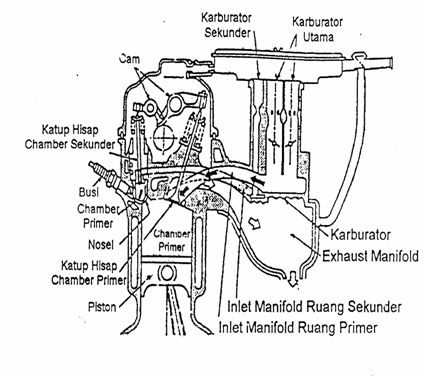 Karburator
Sekunder
Karburator
Utama
Cam
Katup Hisap
Chamber Sekunder
Busi
Chamber
Primer
Nosel
Chamber
Primer
Katup Hisap
Chamber Primer
Piston
Karburator
Exhaust Manifold
Inlet Manifold Ruang Sekunder
Inlet Manifold Ruang Primer